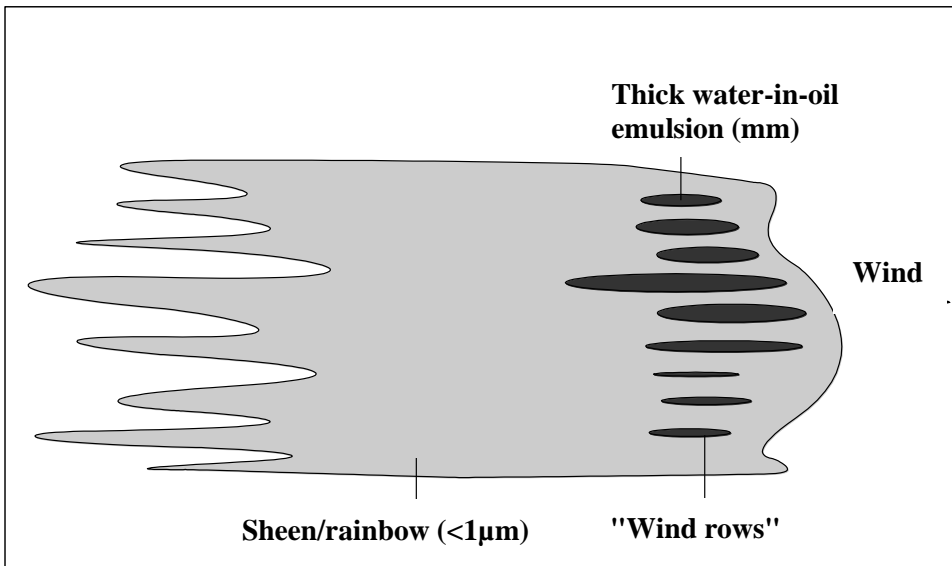 Thick water-in-oil
emulsion (mm)
Wind
Sheen/rainbow (<1µm)
"Wind rows"